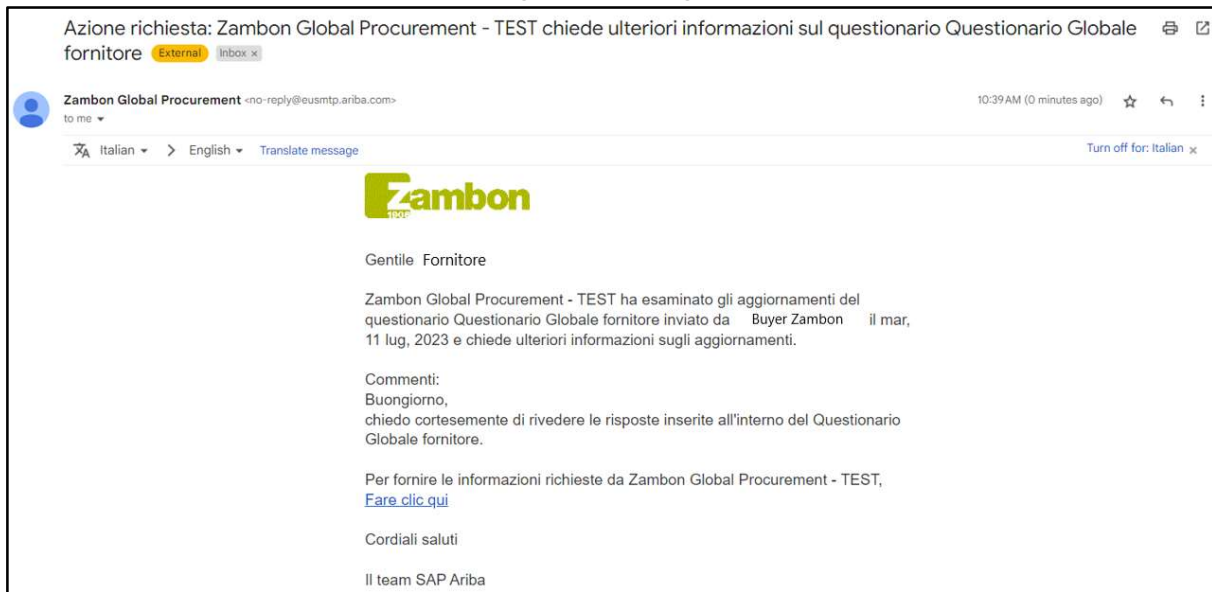 Azione richiesta: Zambon Global Procurement - TEST chiede ulteriori informazioni sul questionario Questionario Globale
fornitore External Inbox ×
Zambon Global Procurement <no-reply@eusmtp.ariba.com> 10:39 AM (0 minutes ago)
to me
Italian > English Translate message Turn off for: Italian ×
Zambon
1906
Gentile Fornitore
Zambon Global Procurement - TEST ha esaminato gli aggiornamenti del
questionario Questionario Globale fornitore inviato da Buyer Zambon il mar,
11 lug, 2023 e chiede ulteriori informazioni sugli aggiornamenti.
Commenti:
Buongiorno,
chiedo cortesemente di rivedere le risposte inserite all'interno del Questionario
Globale fornitore.
Per fornire le informazioni richieste da Zambon Global Procurement - TEST,
Fare clic qui
Cordiali saluti
Il team SAP Ariba